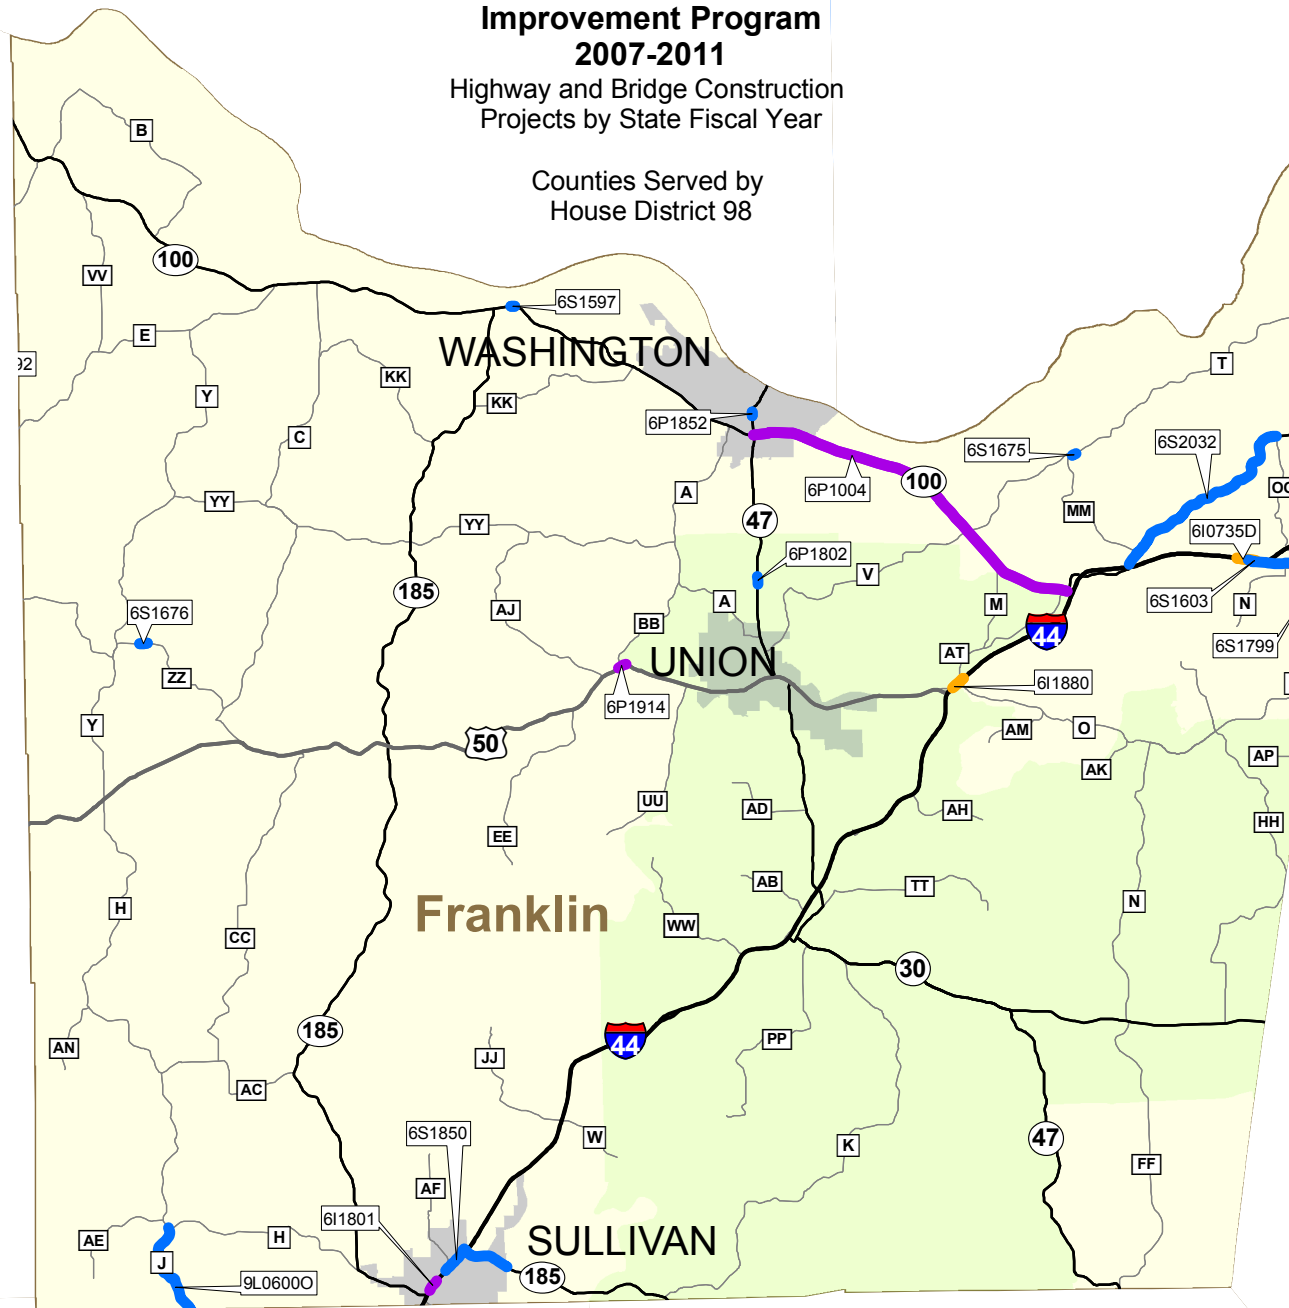 Improvement Program
2007-2011
Highway and Bridge Construction
Projects by State Fiscal Year
Counties Served by
House District 98
B
100
VV
6S1597
E
WASHINGTON
T
92
KK
Y
KK
6P1852
C
6S1675
6S2032
6P1004
100
A
YY
YY
47
MM
6I0735D
6P1802
V
185
A
M
6S1603
N
6S1676
AJ
BB
44
6S1799
AT
UNION
ZZ
6I1880
6P1914
Y
AM
O
50
AP
AK
UU
AD
AH
HH
EE
AB
TT
H
Franklin
N
WW
CC
30
185
44
PP
AN
JJ
AC
6S1850
W
47
K
FF
AF
6I1801
AE
H
SULLIVAN
J
185
9L0600O